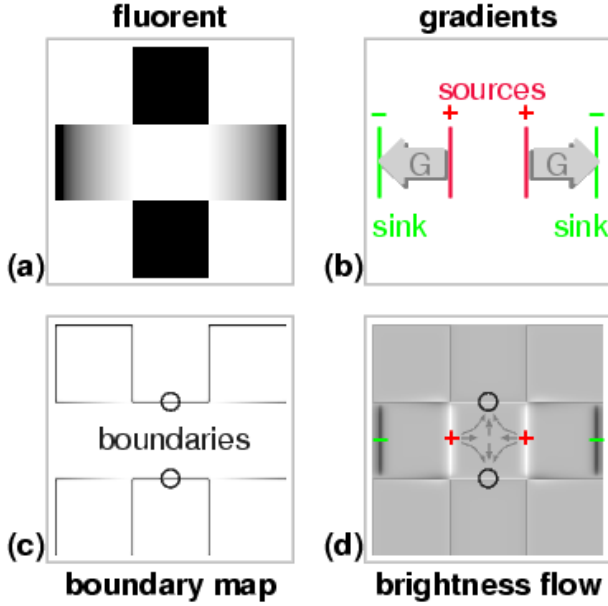 fluorent
gradients
sources
− + + −
G G
sink sink
(a) (b)
boundaries
+ +
− −
(c) (d)
boundary map
brightness flow